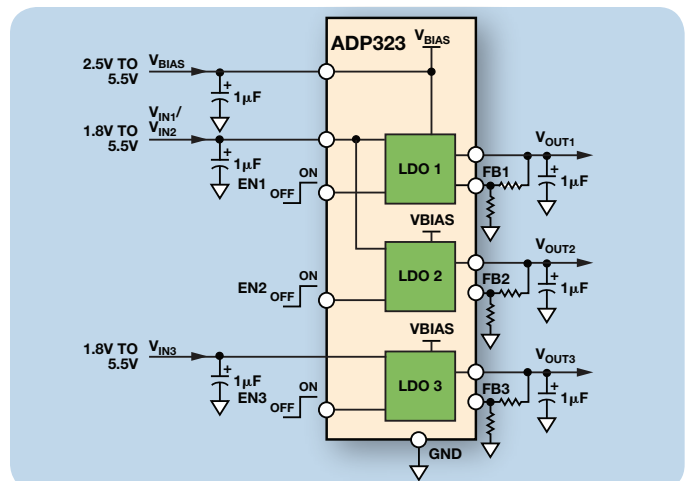 ADP323
VBIAS
2.5V TO
5.5V
VBIAS
1µF
VIN1/
VIN2
1.8V TO
5.5V
1µF
EN1
ON
OFF
LDO 1
VOUT1
FB1
1µF
VBIAS
EN2
ON
OFF
LDO 2
VOUT2
FB2
1µF
VBIAS
1.8V TO
5.5V
VIN3
1µF
EN3
ON
OFF
LDO 3
VOUT3
FB3
1µF
GND